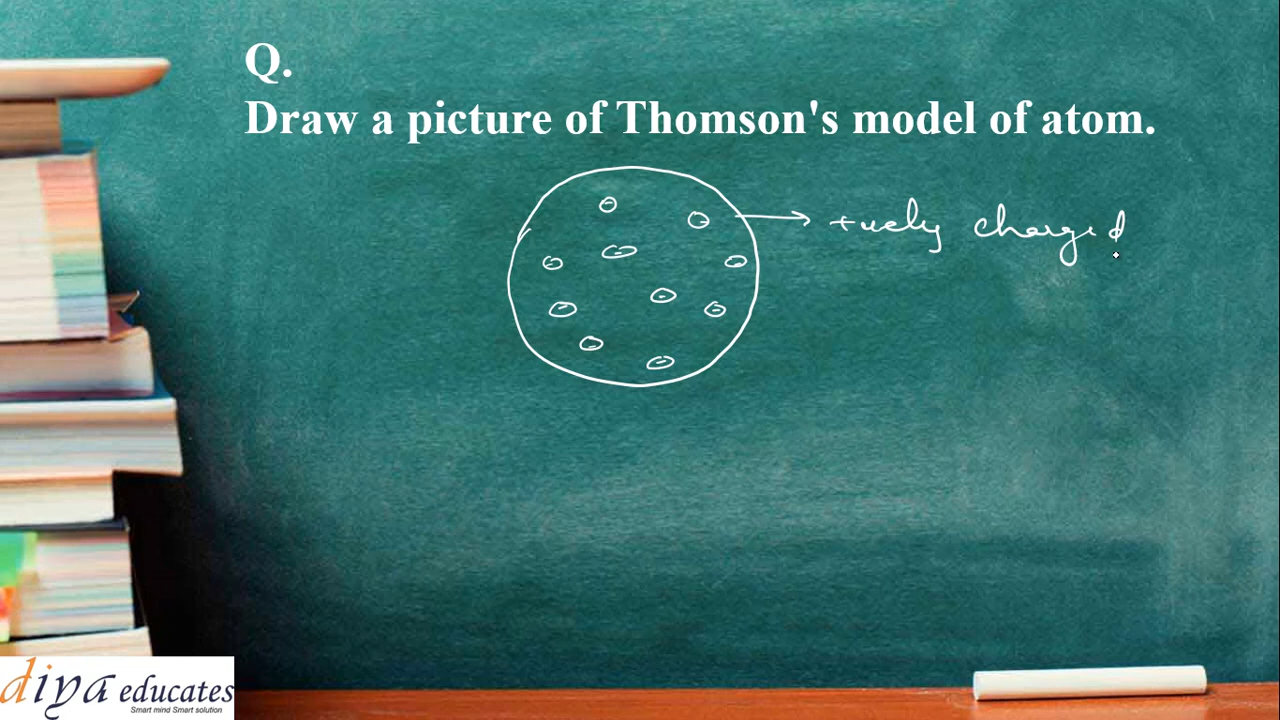 Q.
Draw a picture of Thomson's model of atom.
+vely charged
diya educates
Smart mind Smart solution